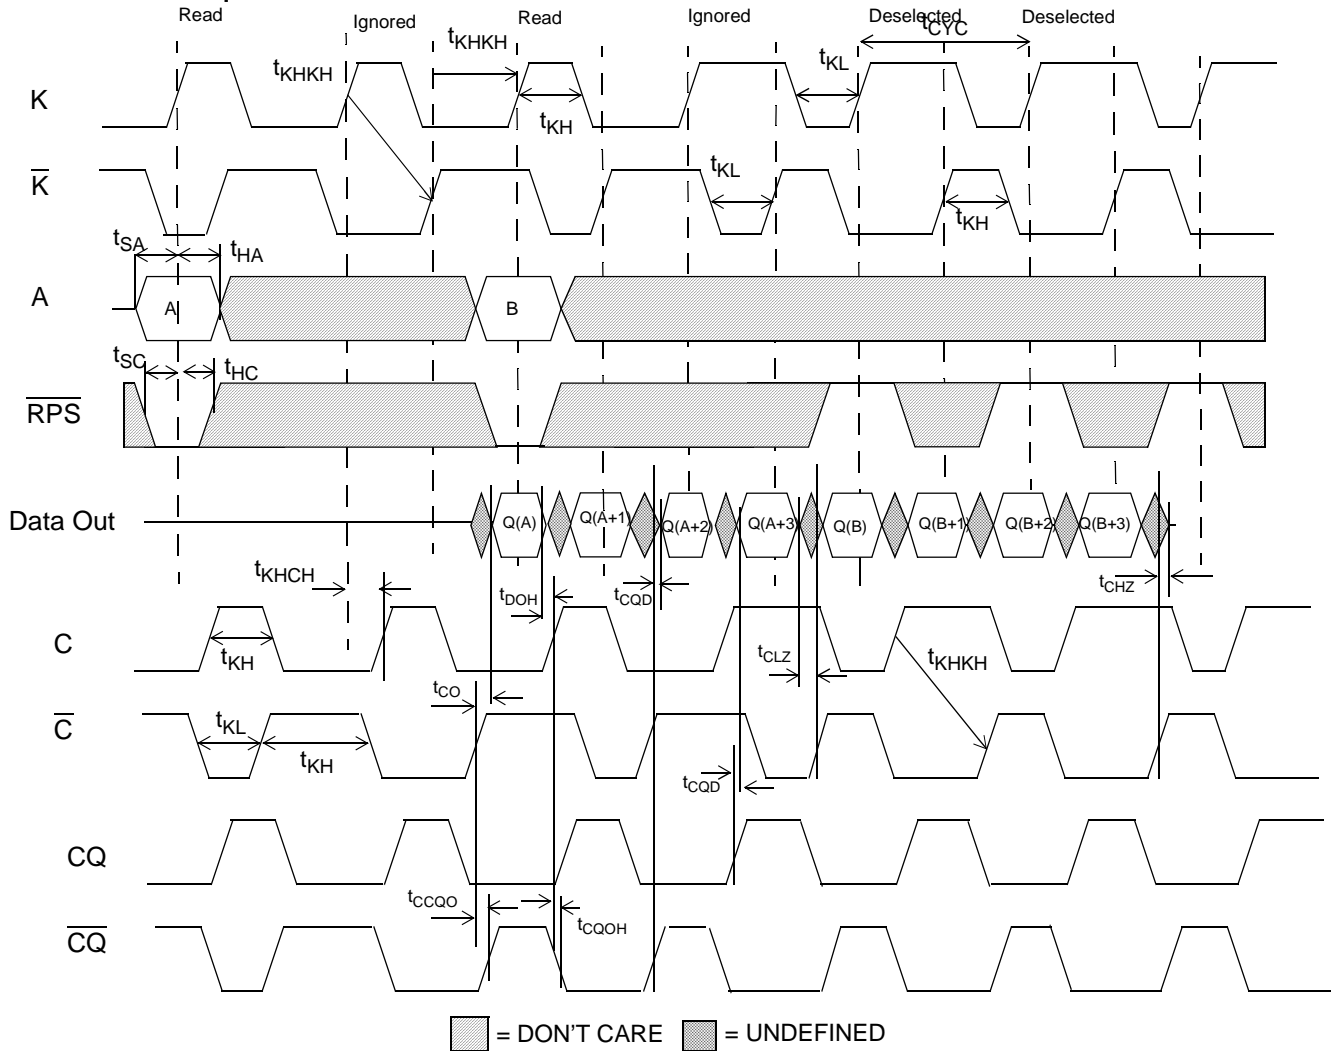 Read Ignored Read Ignored Deselected Deselected
tKHKH tKHKH tKL tCYC
K
tKH
K
tKL tKH
tSA tHA
A
A B
tSC tHC
RPS
Data Out
Q(A) Q(A+1) Q(A+2) Q(A+3) Q(B) Q(B+1) Q(B+2) Q(B+3)
tKHCH tDOH tCQD tCHZ
C
tKH tCLZ tKHKH
tCO
C
tKL tKH
tCQD
CQ
tCCQO tCQOH
CQ
= DON'T CARE = UNDEFINED